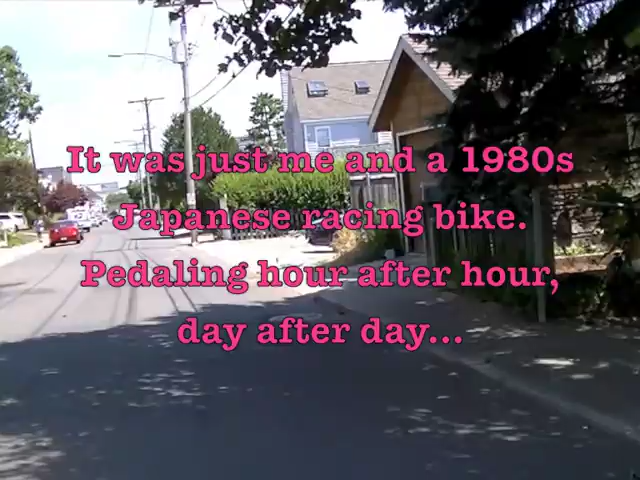 It was just me and a 1980s
Japanese racing bike.
Pedaling hour after hour,
day after day...